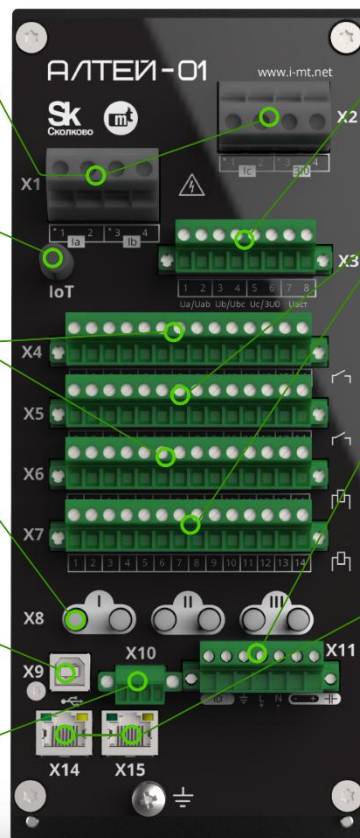 АЛТЕЙ-01
www.i-mt.net
Sk
Сколково
mt
X2
* 1 2 * 3 4
Ic 3I0
X1
* 1 2 * 3 4
Ia Ib
X3
IoT
1 2 3 4 5 6 7 8
Ua/Uab Ub/Ubc Uc/3U0 Uаст
X4
X5
X6
X7
1 2 3 4 5 6 7 8 9 10 11 12 13 14
I II III
X8
X9
X10
X11
X14 X15